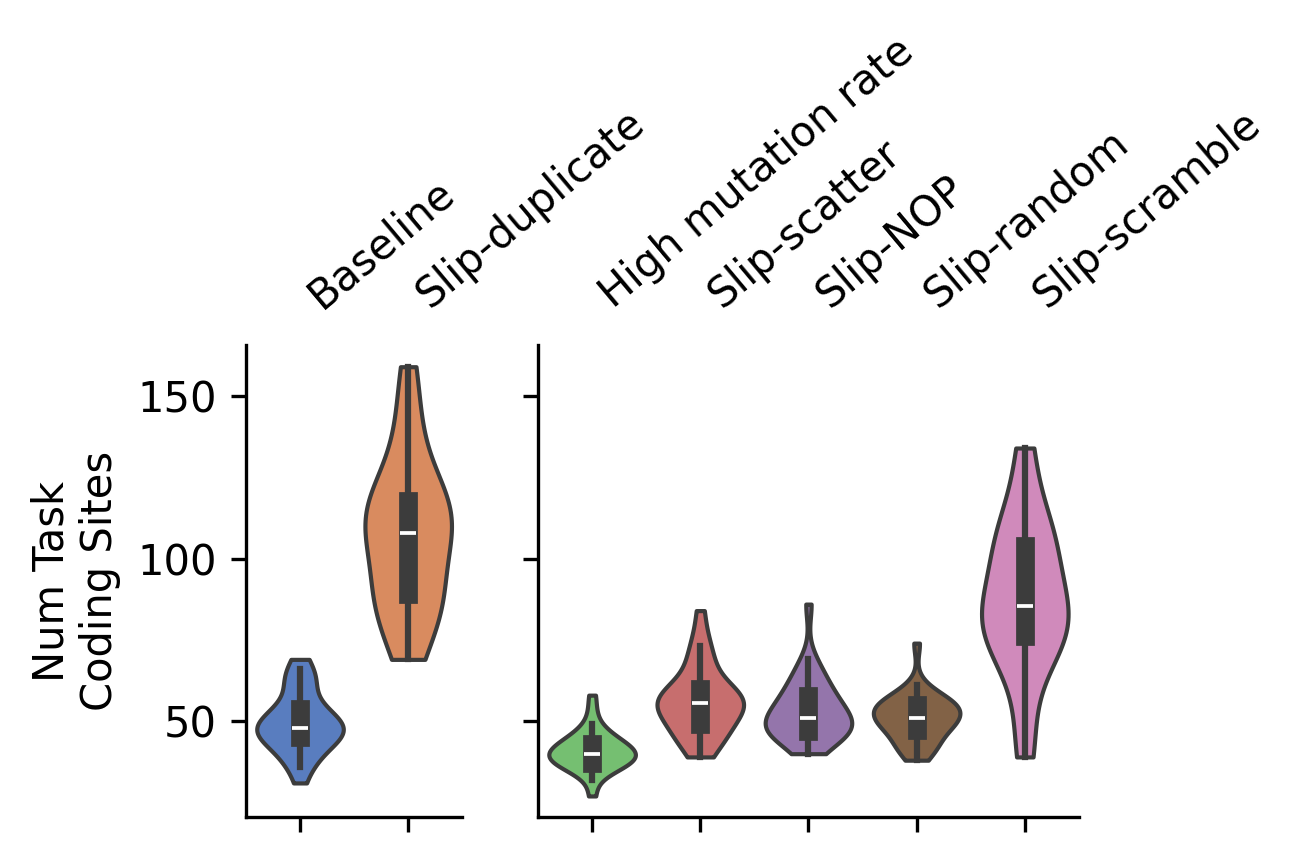 Baseline
Slip-duplicate
High mutation rate
Slip-scatter
Slip-NOP
Slip-random
Slip-scramble
Num Task
Coding Sites
150
100
50